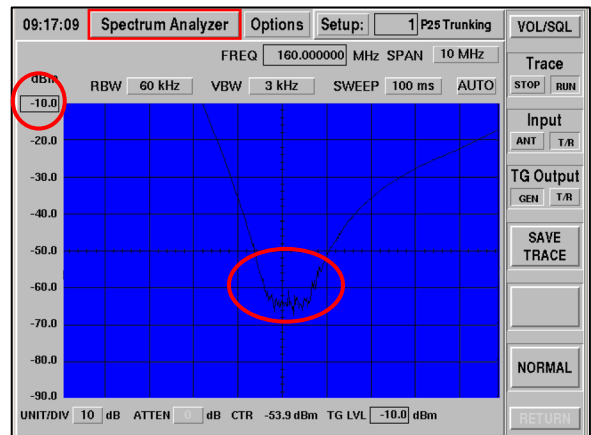 09:17:09 Spectrum Analyzer Options Setup: 1 P25 Trunking VOL/SQL
FREQ 160.000000 MHz SPAN 10 MHz
dBm RBW 60 kHz VBW 3 kHz SWEEP 100 ms AUTO
-10.0
-20.0
-30.0
-40.0
-50.0
-60.0
-70.0
-80.0
-90.0
UNIT/DIV 10 dB ATTEN 0 dB CTR -53.9 dBm TG LVL -10.0 dBm
Trace
STOP RUN
Input
ANT T/R
TG Output
GEN T/R
SAVE
TRACE
NORMAL
RETURN